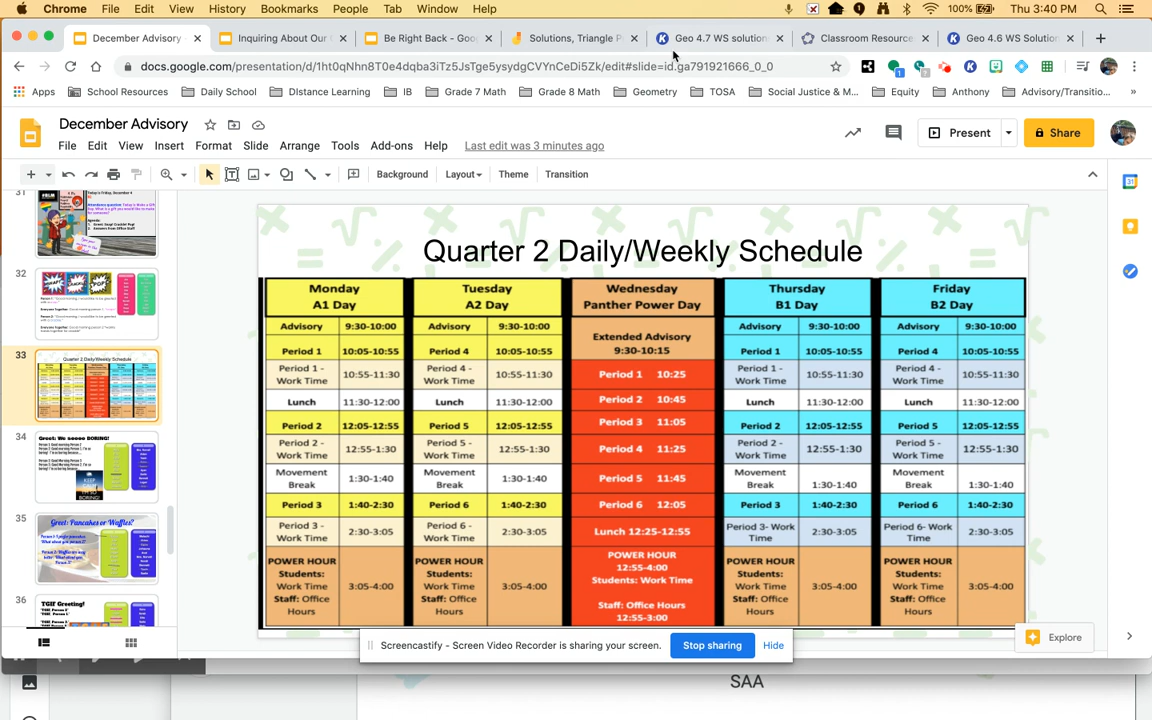 Chrome File Edit View History Bookmarks People Tab Window Help 100% Thu 3:40 PM
December Advisory Inquiring About Our Be Right Back - Goo Solutions, Triangle P Geo 4.7 WS solution Classroom Resource Geo 4.6 WS Solution
docs.google.com/presentation/d/1ht0qNhn8T0e4dqba3iTz5JsTge5ysydgCVYnCeDi5Zk/edit#slide=id.ga791921666_0_0
Apps School Resources Daily School DIstance Learning IB Grade 7 Math Grade 8 Math Geometry TOSA Social Justice & M... Equity Anthony Advisory/Transitio... »
December Advisory
File Edit View Insert Format Slide Arrange Tools Add-ons Help Last edit was 3 minutes ago
Present Share
Background Layout Theme Transition
31
32
33
34
35
36
Greet: We soooo BORING!
Greet: Pancakes or Waffles?
TGIF Greeting!
Quarter 2 Daily/Weekly Schedule
Monday Tuesday Wednesday Thursday Friday
A1 Day A2 Day Panther Power Day B1 Day B2 Day
Advisory 9:30-10:00 Advisory 9:30-10:00 Extended Advisory Advisory 9:30-10:00 Advisory 9:30-10:00
Period 1 10:05-10:55 Period 4 10:05-10:55 9:30-10:15 Period 1 10:05-10:55 Period 4 10:05-10:55
Period 1 - Work Time 10:55-11:30 Period 4 - Work Time 10:55-11:30 Period 1 10:25 Period 1 - Work Time 10:55-11:30 Period 4 - Work Time 10:55-11:30
Lunch 11:30-12:00 Lunch 11:30-12:00 Period 2 10:45 Lunch 11:30-12:00 Lunch 11:30-12:00
Period 2 12:05-12:55 Period 5 12:05-12:55 Period 3 11:05 Period 2 12:05-12:55 Period 5 12:05-12:55
Period 2 - Work Time 12:55-1:30 Period 5 - Work Time 12:55-1:30 Period 4 11:25 Period 2 - Work Time 12:55-1:30 Period 5 - Work Time 12:55-1:30
Movement Break 1:30-1:40 Movement Break 1:30-1:40 Period 5 11:45 Movement Break 1:30-1:40 Movement Break 1:30-1:40
Period 3 1:40-2:30 Period 6 1:40-2:30 Period 6 12:05 Period 3 1:40-2:30 Period 6 1:40-2:30
Period 3 - Work Time 2:30-3:05 Period 6 - Work Time 2:30-3:05 Lunch 12:25-12:55 Period 3- Work Time 2:30-3:05 Period 6- Work Time 2:30-3:05
POWER HOUR POWER HOUR POWER HOUR POWER HOUR POWER HOUR
Students: Students: 12:55-4:00 Students: Students:
Work Time 3:05-4:00 Work Time 3:05-4:00 Students: Work Time Work Time 3:05-4:00 Work Time 3:05-4:00
Staff: Office Staff: Office Staff: Office Hours Staff: Office Staff: Office
Hours Hours 12:55-3:00 Hours Hours
Screencastify - Screen Video Recorder is sharing your screen. Stop sharing Hide
Explore
SAA